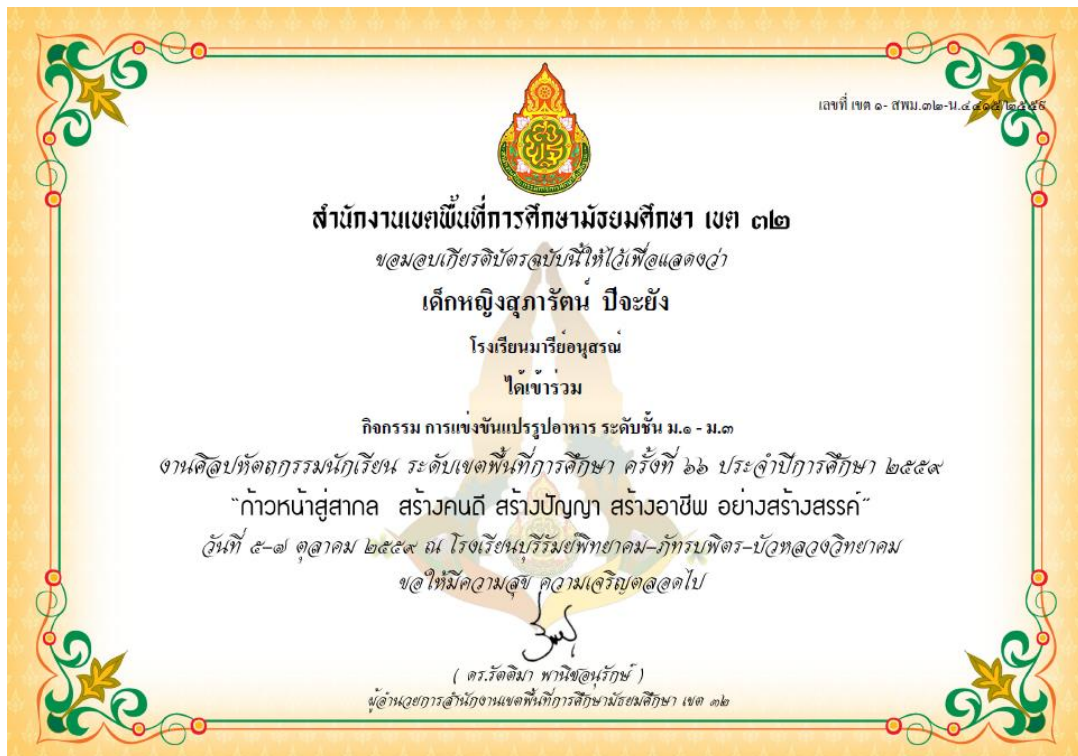 เลขที่ เขต ๑- สพม.๓๒-น.๔๔๑๕/๒๕๕๙
สำนักงานเขตพื้นที่การศึกษามัธยมศึกษา เขต ๓๒
ขอมอบเกียรติบัตรฉบับนี้ให้ไว้เพื่อแสดงว่า
เด็กหญิงสุภารัตน์ ปีจะยัง
โรงเรียนมารีย์อนุสรณ์
ได้เข้าร่วม
กิจกรรม การแข่งขันแปรรูปอาหาร ระดับชั้น ม.๑ - ม.๓
งานศิลปหัตถกรรมนักเรียน ระดับเขตพื้นที่การศึกษา ครั้งที่ ๖๖ ประจำปีการศึกษา ๒๕๕๙
"ก้าวหน้าสู่สากล สร้างคนดี สร้างปัญญา สร้างอาชีพ อย่างสร้างสรรค์"
วันที่ ๕-๗ ตุลาคม ๒๕๕๙ ณ โรงเรียนบุรีรัมย์พิทยาคม-ภัทรบพิตร-บัวหลวงวิทยาคม
ขอให้มีความสุข ความเจริญตลอดไป
( ดร.รัตติมา พานิชอนุรักษ์ )
ผู้อำนวยการสำนักงานเขตพื้นที่การศึกษามัธยมศึกษา เขต ๓๒